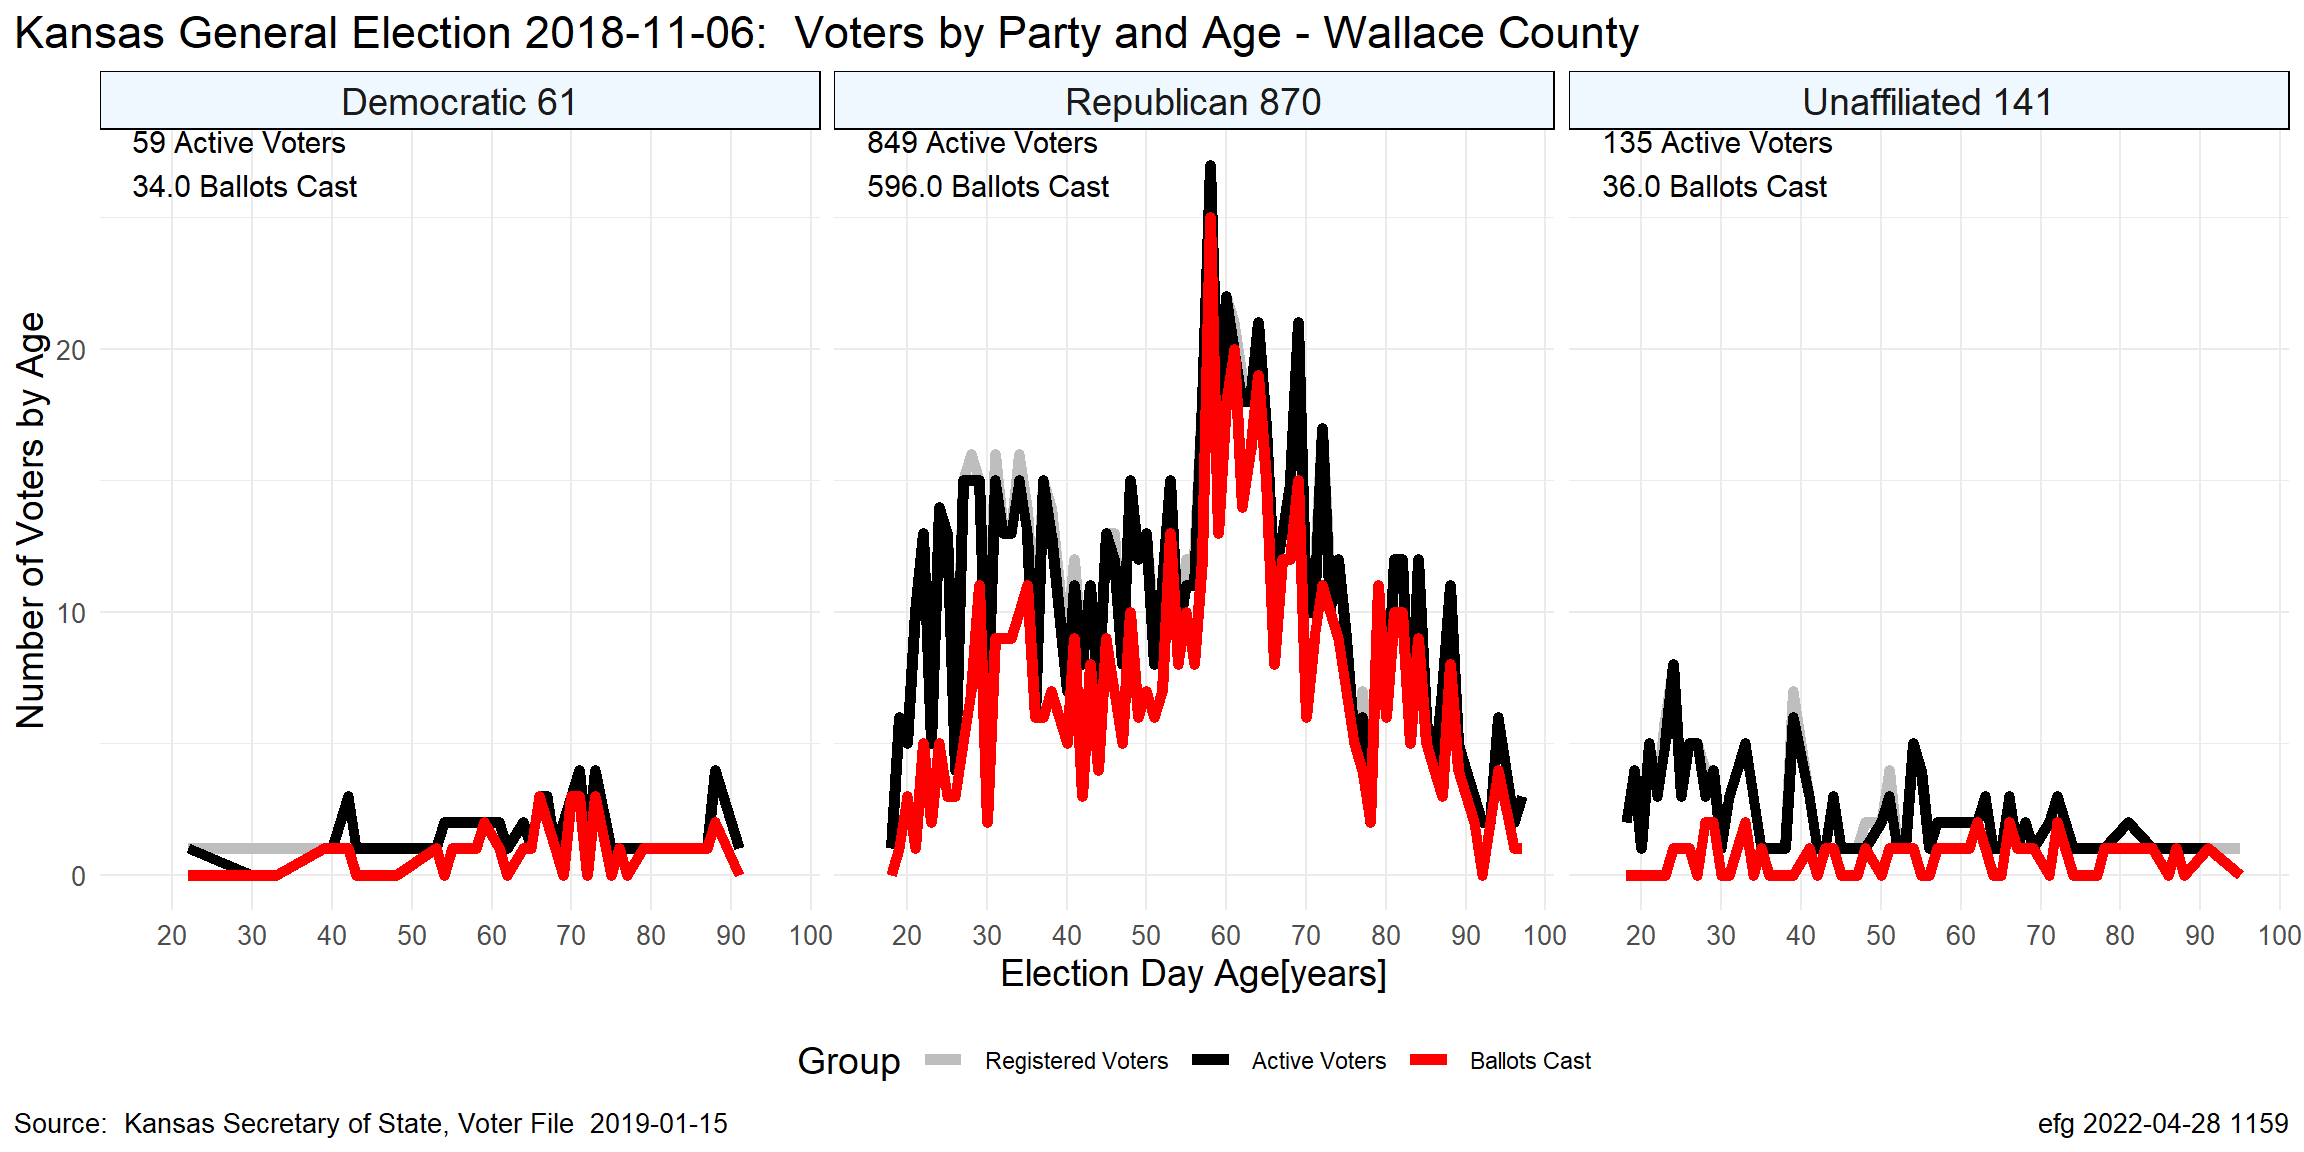 Kansas General Election 2018-11-06:  Voters by Party and Age - Wallace County
Democratic 61
Republican 870
Unaffiliated 141
59 Active Voters
34.0 Ballots Cast
849 Active Voters
596.0 Ballots Cast
135 Active Voters
36.0 Ballots Cast
Number of Voters by Age
20
10
0
20 30 40 50 60 70 80 90 100
20 30 40 50 60 70 80 90 100
20 30 40 50 60 70 80 90 100
Election Day Age[years]
Group Registered Voters Active Voters Ballots Cast
Source:  Kansas Secretary of State, Voter File  2019-01-15
efg 2022-04-28 1159